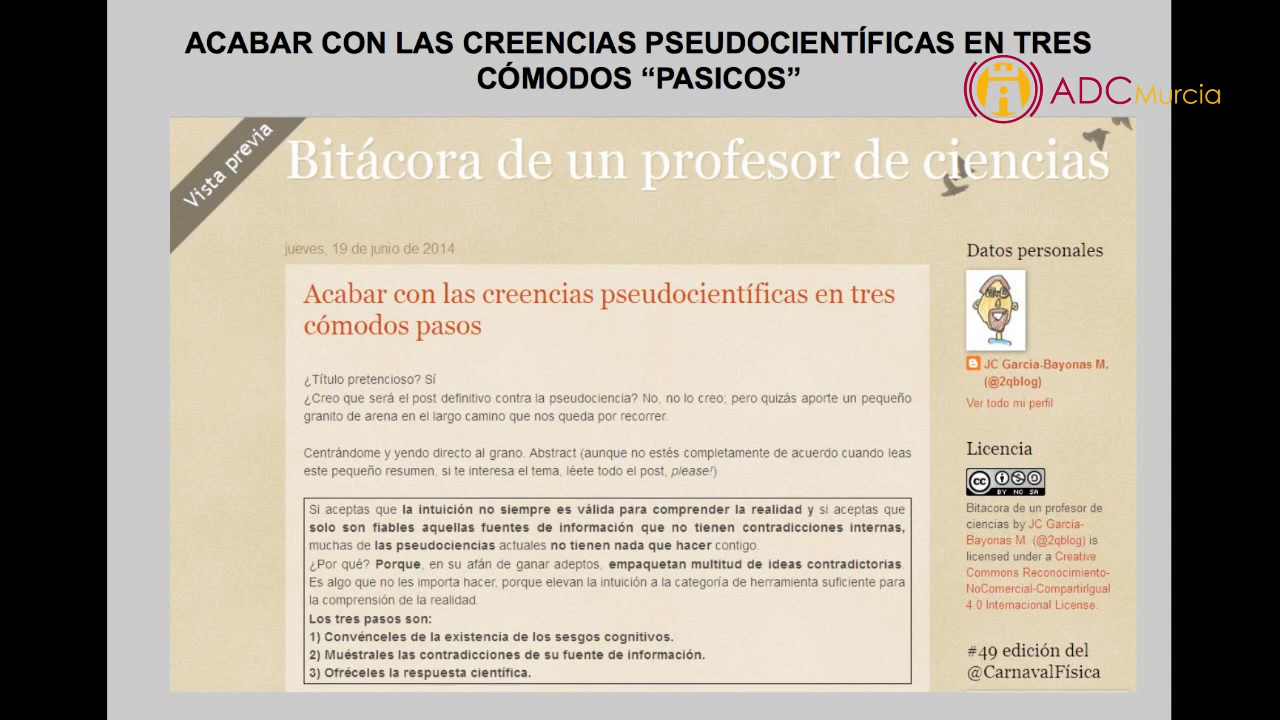 ACABAR CON LAS CREENCIAS PSEUDOCIENTÍFICAS EN TRES
CÓMODOS “PASICOS”
ADCMurcia
Vista previa
Bitácora de un profesor de ciencias
jueves, 19 de junio de 2014
Acabar con las creencias pseudocientíficas en tres
cómodos pasos
¿Título pretencioso? Sí
¿Creo que será el post definitivo contra la pseudociencia? No, no lo creo; pero quizás aporte un pequeño
granito de arena en el largo camino que nos queda por recorrer.
Centrándome y yendo directo al grano. Abstract (aunque no estés completamente de acuerdo cuando leas
este pequeño resumen, si te interesa el tema, léete todo el post, please!)
Si aceptas que la intuición no siempre es válida para comprender la realidad y si aceptas que
solo son fiables aquellas fuentes de información que no tienen contradicciones internas,
muchas de las pseudociencias actuales no tienen nada que hacer contigo.
¿Por qué? Porque, en su afán de ganar adeptos, empaquetan multitud de ideas contradictorias.
Es algo que no les importa hacer, porque elevan la intuición a la categoría de herramienta suficiente para
la comprensión de la realidad.
Los tres pasos son:
1) Convénceles de la existencia de los sesgos cognitivos.
2) Muéstrales las contradicciones de su fuente de información.
3) Ofréceles la respuesta científica.
Datos personales
JC García-Bayonas M.
(@2qblog)
Ver todo mi perfil
Licencia
cc
BY NC SA
Bitacora de un profesor de
ciencias by JC García-
Bayonas M. (@2qblog) is
licensed under a Creative
Commons Reconocimiento-
NoComercial-CompartirIgual
4.0 Internacional License.
#49 edición del
@CarnavalFísica